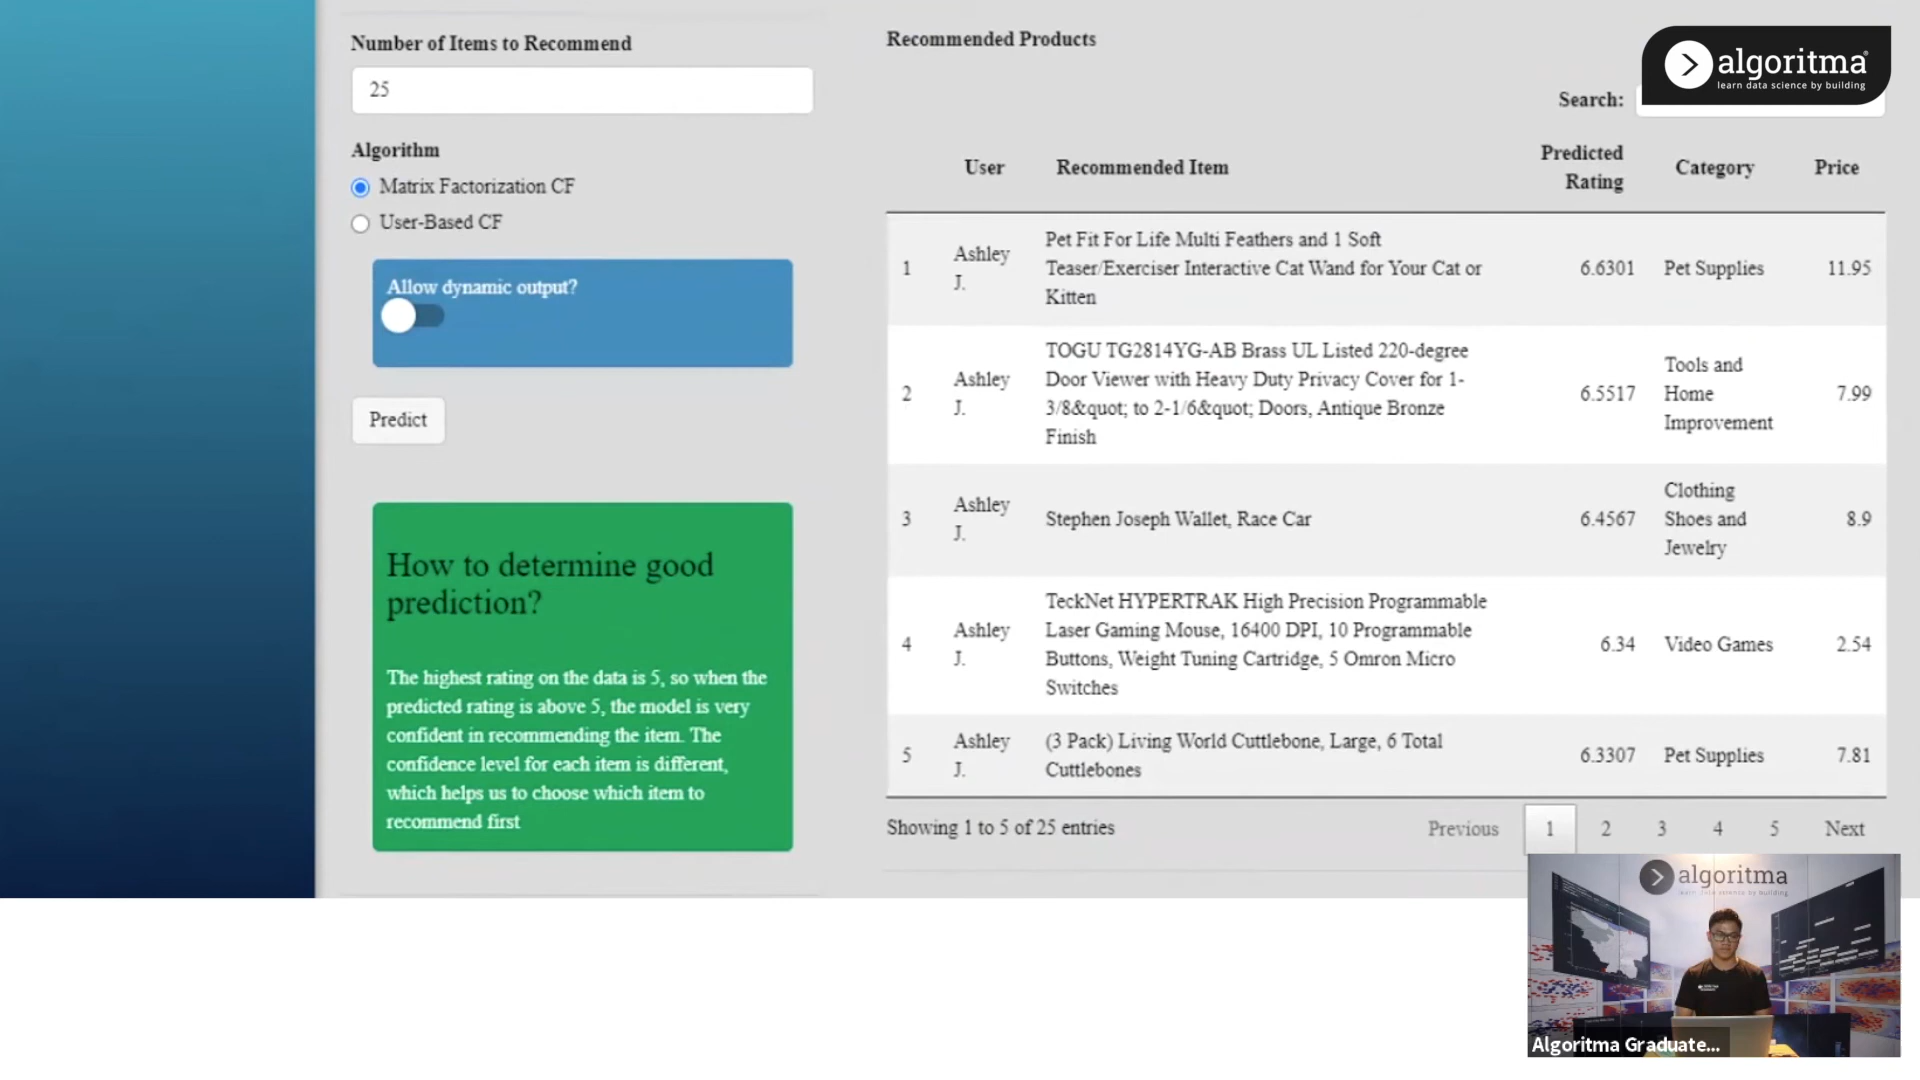 Number of Items to Recommend
25
Algorithm
Matrix Factorization CF
User-Based CF
Allow dynamic output?
Predict
How to determine good
prediction?
The highest rating on the data is 5, so when the
predicted rating is above 5, the model is very
confident in recommending the item. The
confidence level for each item is different,
which helps us to choose which item to
recommend first
Recommended Products
algoritma®
learn data science by building
Search:
User
Recommended Item
Predicted
Rating
Category
Price
1
Ashley
J.
Pet Fit For Life Multi Feathers and 1 Soft
Teaser/Exerciser Interactive Cat Wand for Your Cat or
Kitten
6.6301
Pet Supplies
11.95
2
Ashley
J.
TOGU TG2814YG-AB Brass UL Listed 220-degree
Door Viewer with Heavy Duty Privacy Cover for 1-
3/8&quot; to 2-1/6&quot; Doors, Antique Bronze
Finish
6.5517
Tools and
Home
Improvement
7.99
3
Ashley
J.
Stephen Joseph Wallet, Race Car
6.4567
Clothing
Shoes and
Jewelry
8.9
4
Ashley
J.
TeckNet HYPERTRAK High Precision Programmable
Laser Gaming Mouse, 16400 DPI, 10 Programmable
Buttons, Weight Tuning Cartridge, 5 Omron Micro
Switches
6.34
Video Games
2.54
5
Ashley
J.
(3 Pack) Living World Cuttlebone, Large, 6 Total
Cuttlebones
6.3307
Pet Supplies
7.81
Showing 1 to 5 of 25 entries
Previous 1 2 3 4 5 Next
algoritma
learn data science by building
Algoritma Graduate...